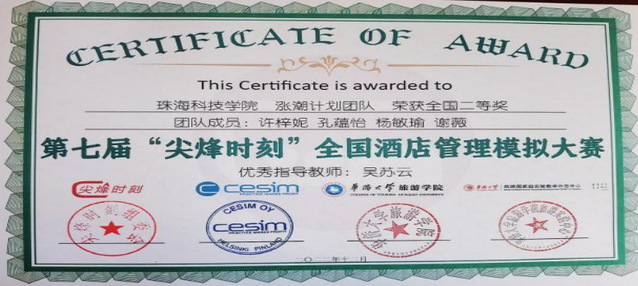 CERTIFICATE OF AWARD
This Certificate is awarded to
珠海科技学院 涨潮计划团队 荣获全国二等奖
团队成员：许梓妮 孔蕴怡 杨敏瑜 谢薇
第七届“尖烽时刻”全国酒店管理模拟大赛
优秀指导教师：吴苏云
尖烽时刻 cesim 华侨大学旅游学院
CESIM OY
cesim
HELSINKI FINLAND